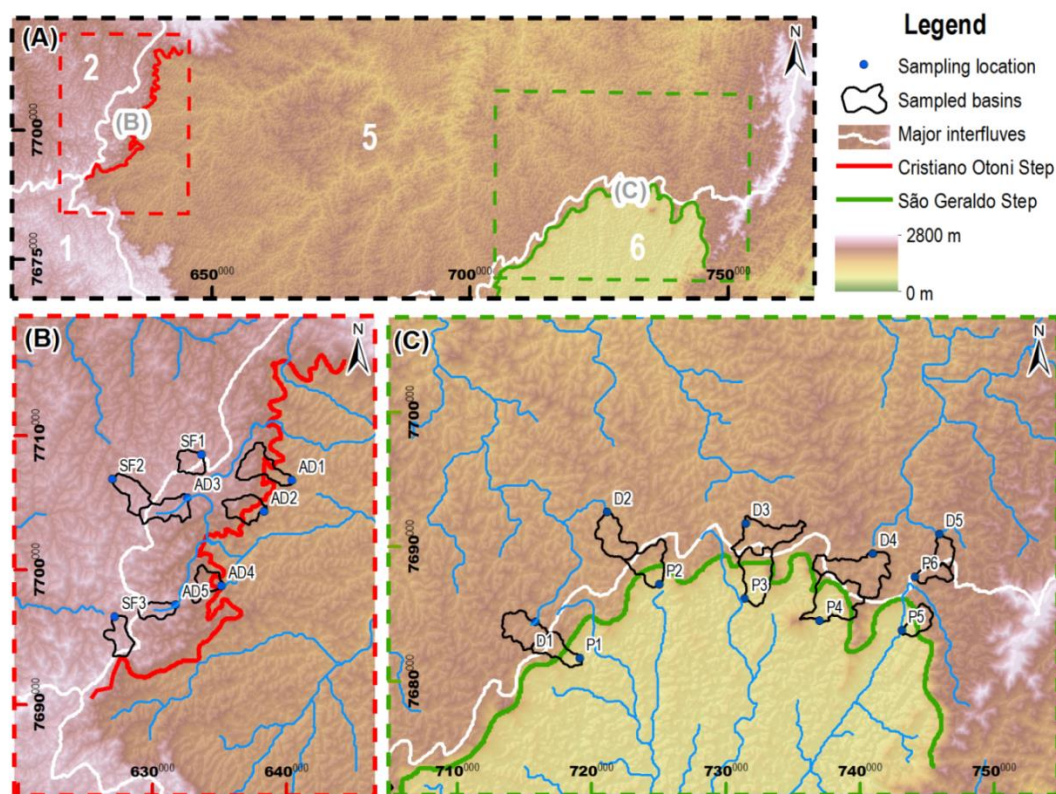 (A)
2
(B)
5
(C)
6
1
N
7700000
7675000
650000
700000
750000
Legend
Sampling location
Sampled basins
Major interfluves
Cristiano Otoni Step
São Geraldo Step
2800 m
0 m
(B)
N
7710000
7700000
7690000
630000
640000
SF1
SF2
AD3
AD1
AD2
AD4
AD5
SF3
(C)
N
7700000
7690000
7680000
710000
720000
730000
740000
750000
D2
D3
D5
D4
P6
P2
P3
P4
P5
D1
P1